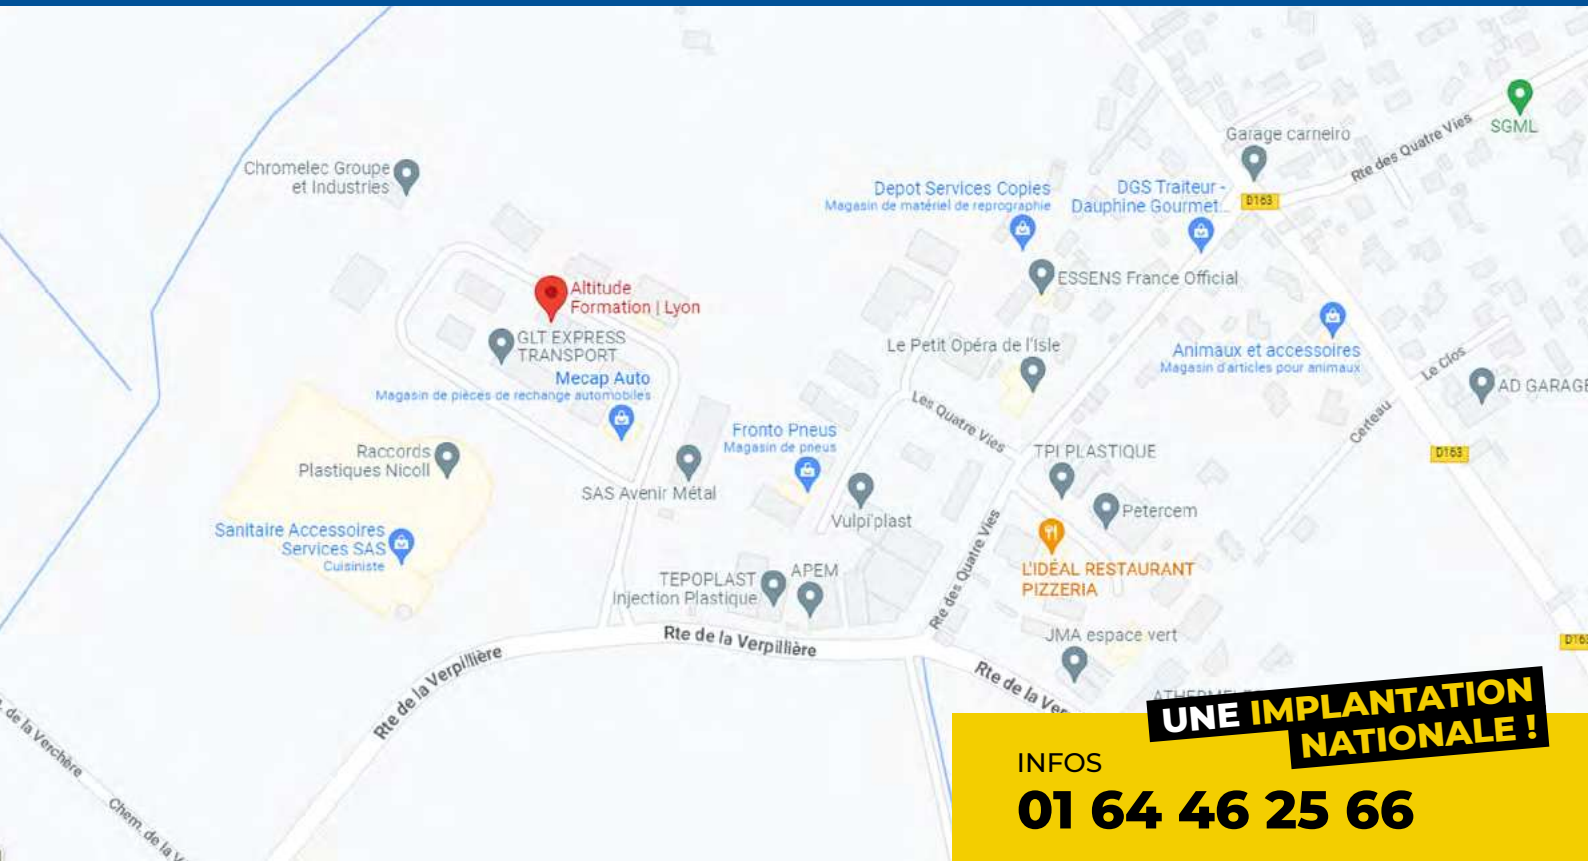 Garage carneiro
Rte des Quatre Vies
SGML
D163
Chromelec Groupe
et Industries
Depot Services Copies
Magasin de matériel de reprographie
DGS Traiteur -
Dauphine Gourmet...
ESSENS France Official
Altitude
Formation | Lyon
GLT EXPRESS
TRANSPORT
Mecap Auto
Magasin de pièces de rechange automobiles
Le Petit Opéra de l'Isle
Animaux et accessoires
Magasin d'articles pour animaux
Le Clos
AD GARAGE
Certeau
D163
Les Quatre Vies
Fronto Pneus
Magasin de pneus
Raccords
Plastiques Nicoll
SAS Avenir Métal
TPI PLASTIQUE
Petercem
Vulpi'plast
Sanitaire Accessoires
Services SAS
Cuisiniste
L'IDÉAL RESTAURANT
PIZZERIA
Rte des Quatre Vies
TEPOPLAST
Injection Plastique
APEM
Rte de la Verpillière
JMA espace vert
D163
Rte de la Verpillière
Rte de la Ver
de la Verchère
Chem. de la V
UNE IMPLANTATION
NATIONALE !
INFOS
01 64 46 25 66